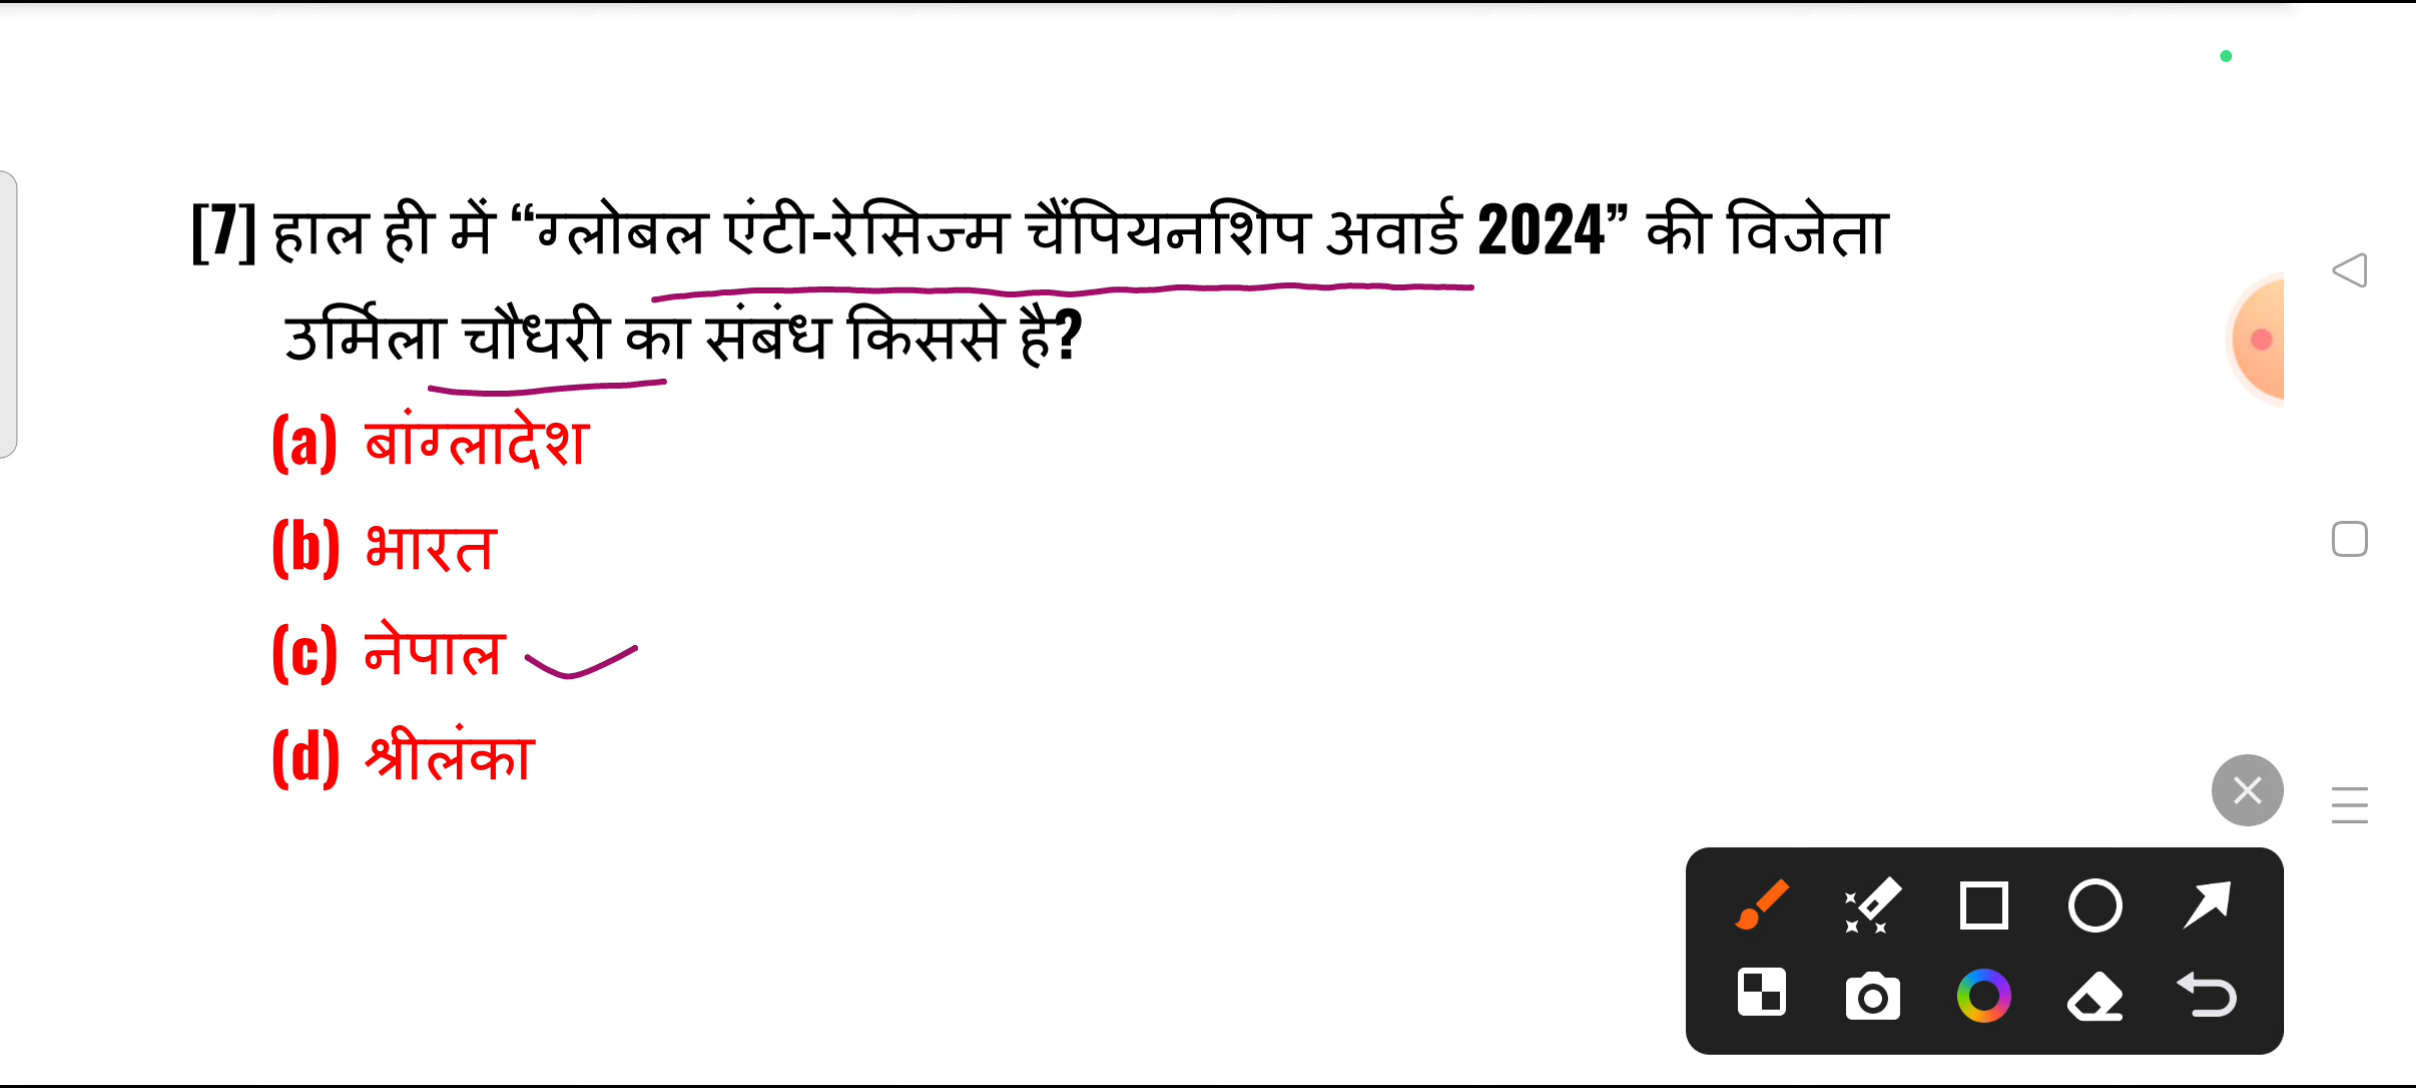 [7] हाल ही में “ग्लोबल एंटी-रेसिज्म चैंपियनशिप अवार्ड 2024” की विजेता
उर्मिला चौधरी का संबंध किससे है?
(a) बांग्लादेश
(b) भारत
(c) नेपाल
(d) श्रीलंका